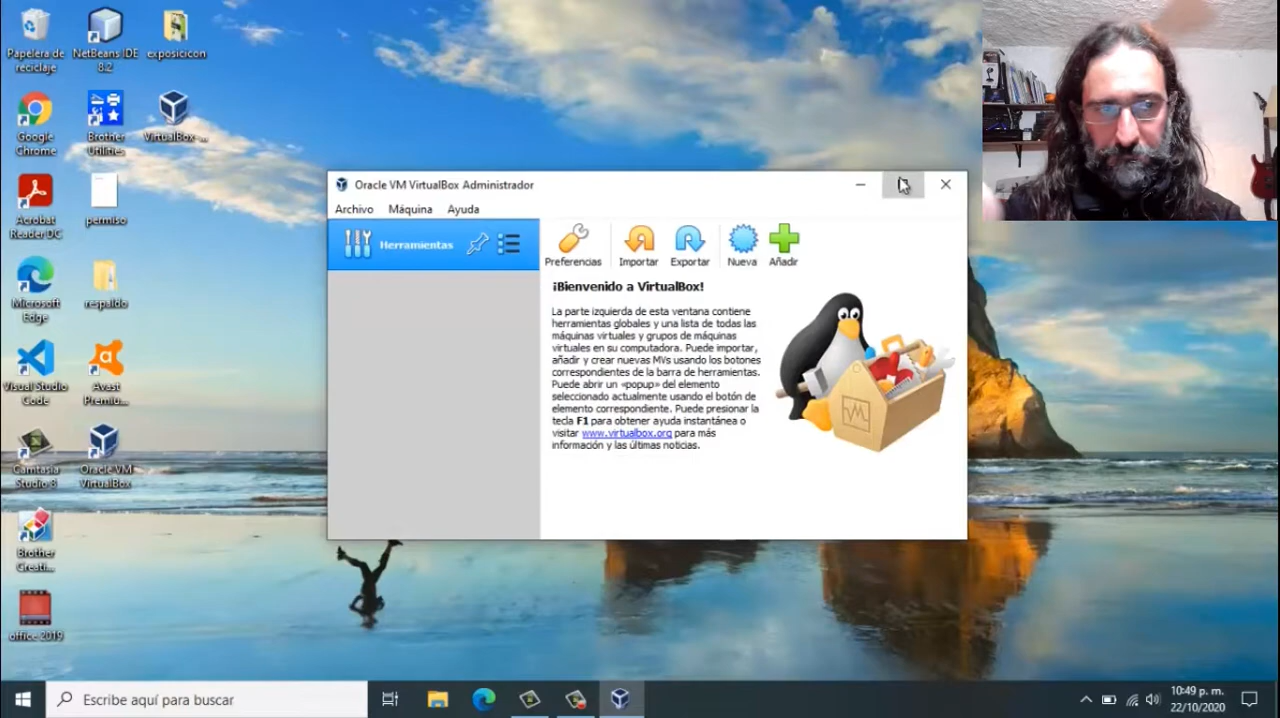 Papelera de
reciclaje
NetBeans IDE
8.2
exposicicon
Google
Chrome
Brother
Utilities
VirtualBox -...
Acrobat
Reader DC
permiso
Microsoft
Edge
respaldo
Visual Studio
Code
Avast
Premiu...
Camtasia
Studio 8
Oracle VM
VirtualBox
Brother
Creati...
office 2019
Oracle VM VirtualBox Administrador
Archivo Máquina Ayuda
Herramientas
Preferencias Importar Exportar Nueva Añadir
¡Bienvenido a VirtualBox!
La parte izquierda de esta ventana contiene
herramientas globales y una lista de todas las
máquinas virtuales y grupos de máquinas
virtuales en su computadora. Puede importar,
añadir y crear nuevas MVs usando los botones
correspondientes de la barra de herramientas.
Puede abrir un «popup» del elemento
seleccionado actualmente usando el botón de
elemento correspondiente. Puede presionar la
tecla F1 para obtener ayuda instantánea o
visitar www.virtualbox.org para más
información y las últimas noticias.
Escribe aquí para buscar
10:49 p. m.
22/10/2020